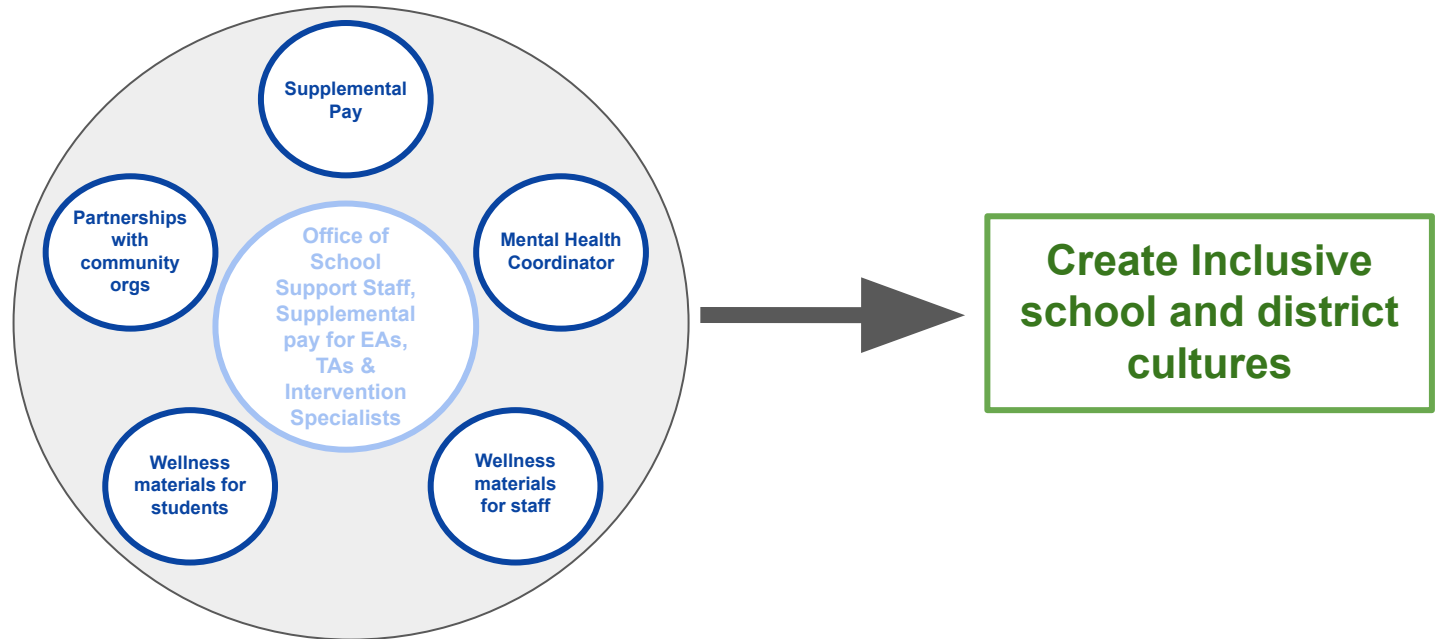 Supplemental
Pay
Partnerships
with
community
orgs
Office of
School
Support Staff,
Supplemental
pay for EAs,
TAs &
Intervention
Specialists
Mental Health
Coordinator
Wellness
materials for
students
Wellness
materials
for staff
Create Inclusive
school and district
cultures